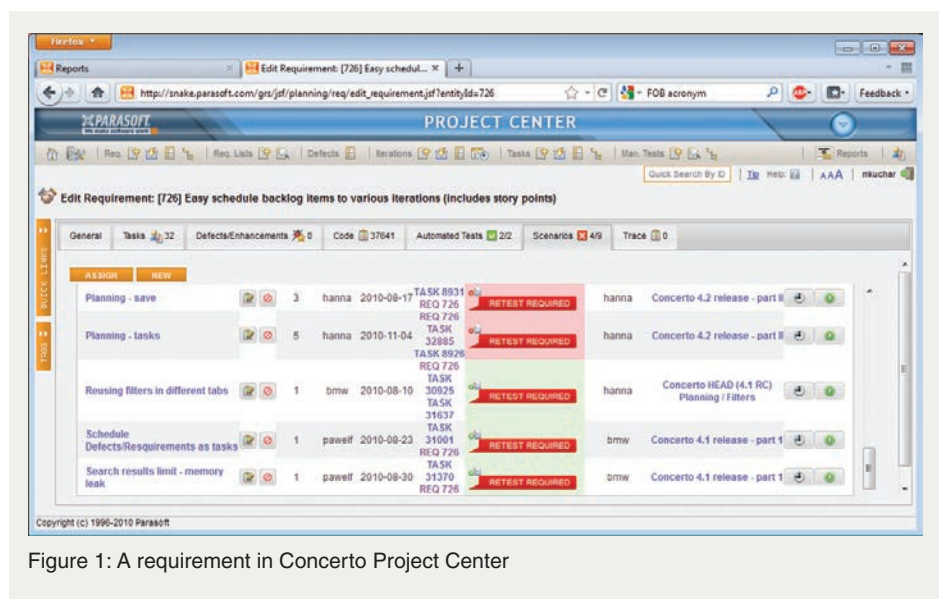 Firefox
Reports
Edit Requirement: [726] Easy schedul...
http://snake.parasoft.com/grs/jsf/planning/req/edit_requirement.jsf?entityId=726
FOB acronym
Feedback
PARASOFT.
We make software work
PROJECT CENTER
Req. Req. Lists Defects Iterations Tasks Man. Tests Reports
Quick Search By ID Tip Help: AAA mkuchar
Edit Requirement: [726] Easy schedule backlog items to various iterations (includes story points)
QUICK-LINKS
TAGS
General Tasks 32 Defects/Enhancements 0 Code 37641 Automated Tests 2/2 Scenarios 4/9 Trace 0
ASSIGN NEW
Planning - save 3 hanna 2010-08-17 TASK 8931 REQ 726 RETEST REQUIRED hanna Concerto 4.2 release - part II
Planning - tasks 5 hanna 2010-11-04 REQ 726 TASK 32885 TASK 8926 RETEST REQUIRED hanna Concerto 4.2 release - part II
Reusing filters in different tabs 1 bmw 2010-08-10 REQ 726 TASK 30925 TASK 31637 RETEST REQUIRED hanna Concerto HEAD (4.1 RC) Planning / Filters
Schedule Defects/Resquirements as tasks 1 pawelf 2010-08-23 TASK 31001 REQ 726 RETEST REQUIRED bmw Concerto 4.1 release - part 1
Search results limit - memory leak 1 pawelf 2010-08-30 TASK 31370 REQ 726 RETEST REQUIRED bmw Concerto 4.1 release - part 1
Copyright (c) 1996-2010 Parasoft
Figure 1: A requirement in Concerto Project Center